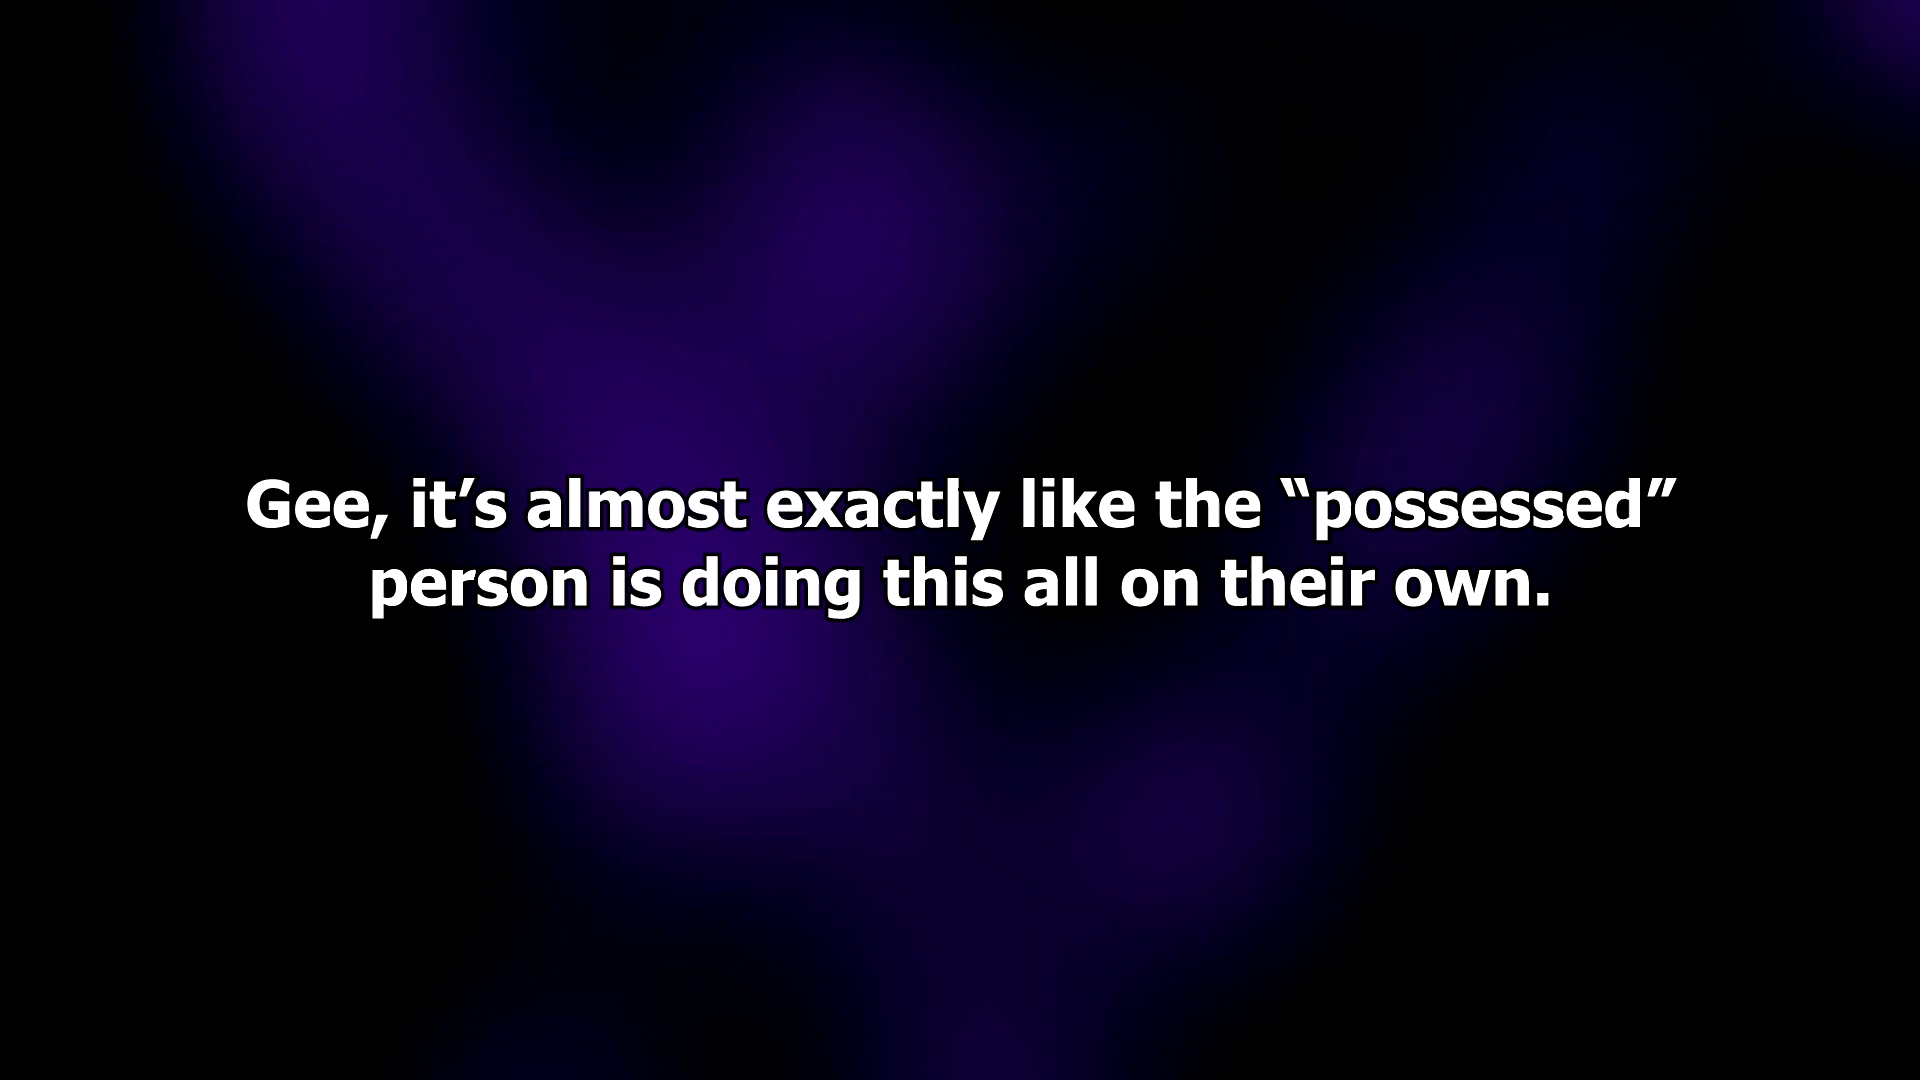 Gee, it’s almost exactly like the “possessed”
person is doing this all on their own.